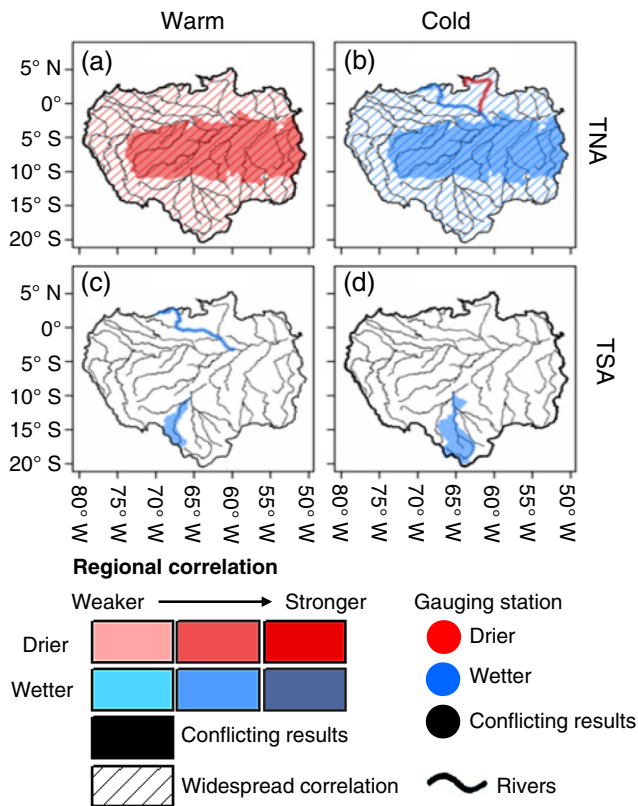 Warm
Cold
(a)
(b)
5° N
0°
5° S
10° S
15° S
20° S
TNA
(c)
(d)
5° N
0°
5° S
10° S
15° S
20° S
TSA
80° W
75° W
70° W
65° W
60° W
55° W
50° W
80° W
75° W
70° W
65° W
60° W
55° W
50° W
Regional correlation
Weaker
Stronger
Drier
Wetter
Conflicting results
Widespread correlation
Gauging station
Drier
Wetter
Conflicting results
Rivers